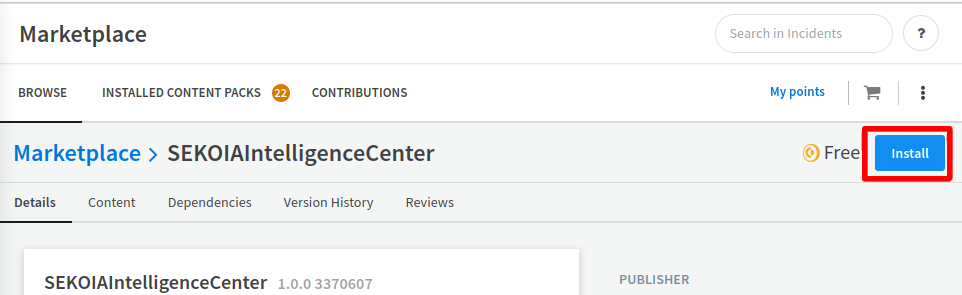 Marketplace
Search in Incidents
?
BROWSE INSTALLED CONTENT PACKS 22 CONTRIBUTIONS My points
Marketplace > SEKOIAIntelligenceCenter Free Install
Details Content Dependencies Version History Reviews
SEKOIAIntelligenceCenter 1.0.0 3370607
PUBLISHER